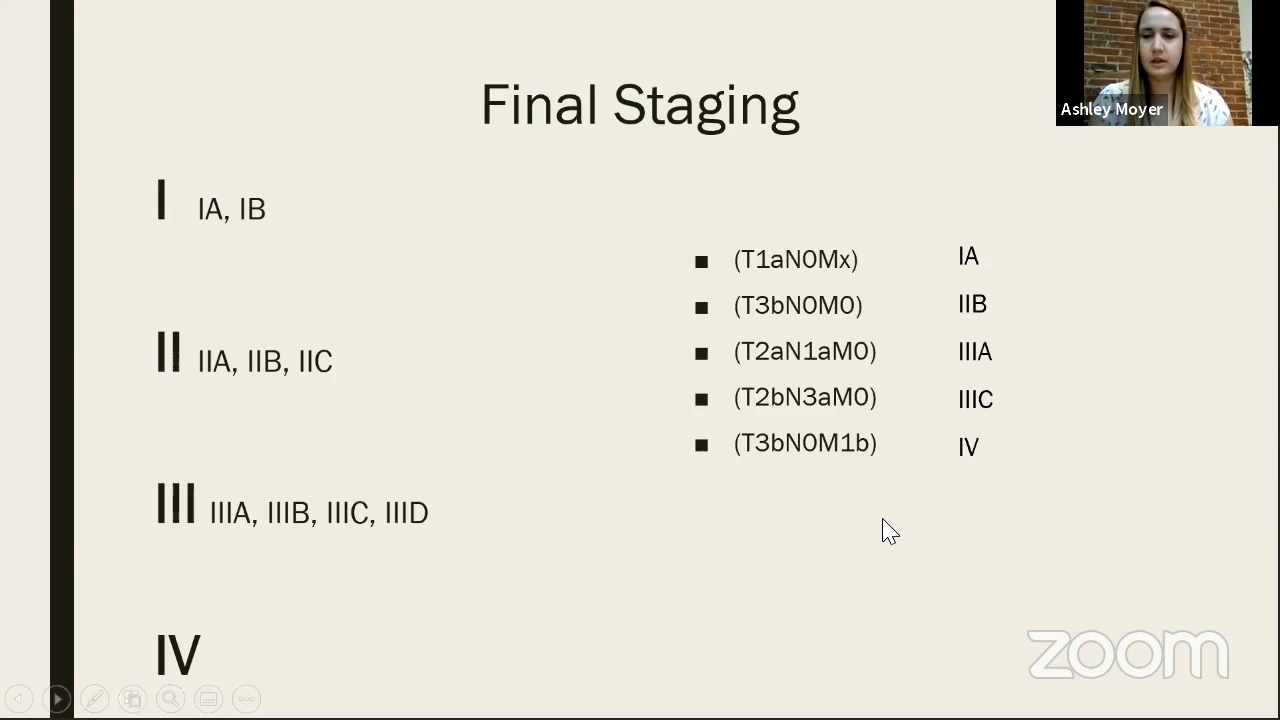 Final Staging
Ashley Moyer
I IA, IB
II IIA, IIB, IIC
III IIIA, IIIB, IIIC, IIID
IV
■ (T1aN0Mx) IA
■ (T3bN0M0) IIB
■ (T2aN1aM0) IIIA
■ (T2bN3aM0) IIIC
■ (T3bN0M1b) IV
zoom